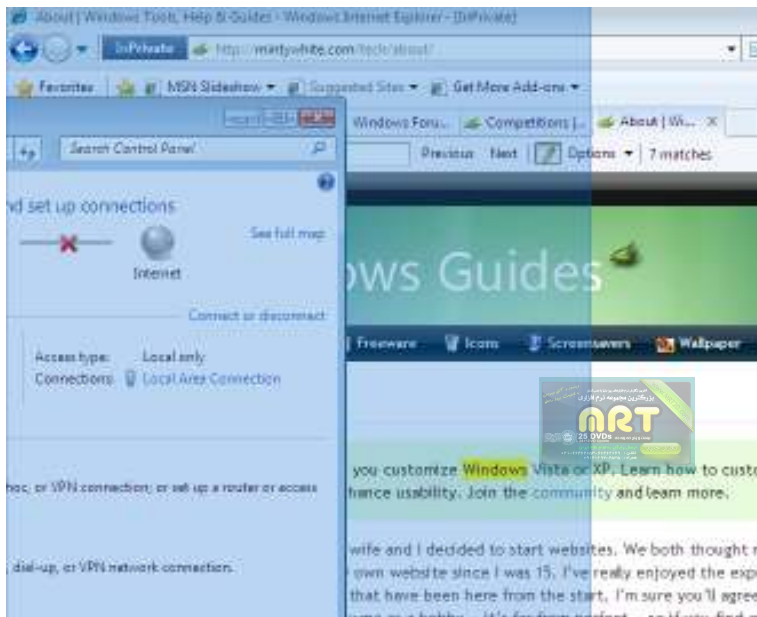 About | Windows Tools, Help & Guides - Windows Internet Explorer - [InPrivate]
InPrivate http://mintywhite.com/tech/about/
Favorites MSN Slideshow Suggested Sites Get More Add-ons
Windows Foru... Competitions |... About | Wi... X
Search Control Panel
Previous Next Options 7 matches
nd set up connections
See full map
Internet
ows Guides
Connect or disconnect
Freeware Icons Screensavers Wallpaper
Access type: Local only
Connections: Local Area Connection
بزرگترین مجموعه نرم افزاری
ART
25 DVDs
you customize Windows Vista or XP. Learn how to custo
hance usability. Join the community and learn more.
hoc, or VPN connection; or set up a router or access
wife and I decided to start websites. We both thought
own website since I was 15. I've really enjoyed the exp
, dial-up, or VPN network connection.
that have been here from the start, I'm sure you'll agree